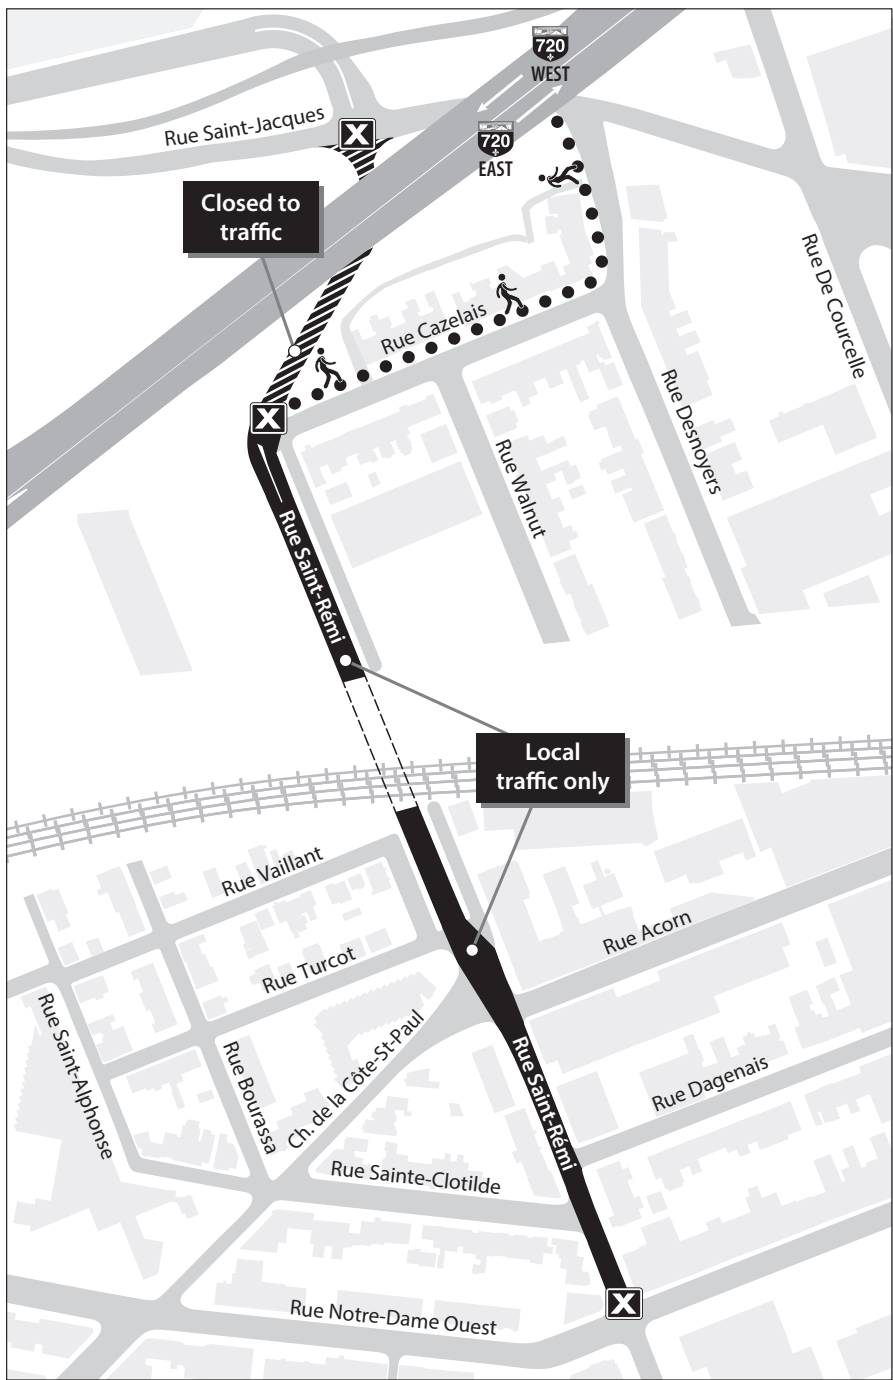 720
WEST
Rue Saint-Jacques
X
720
EAST
Closed to
traffic
Rue De Courcelle
Rue Cazelais
X
Rue Desnoyers
Rue Walnut
Rue Saint-Rémi
Local
traffic only
Rue Vaillant
Rue Acorn
Rue Turcot
Rue Saint-Alphonse
Rue Bourassa
Ch. de la Côte-St-Paul
Rue Saint-Rémi
Rue Dagenais
Rue Sainte-Clotilde
X
Rue Notre-Dame Ouest